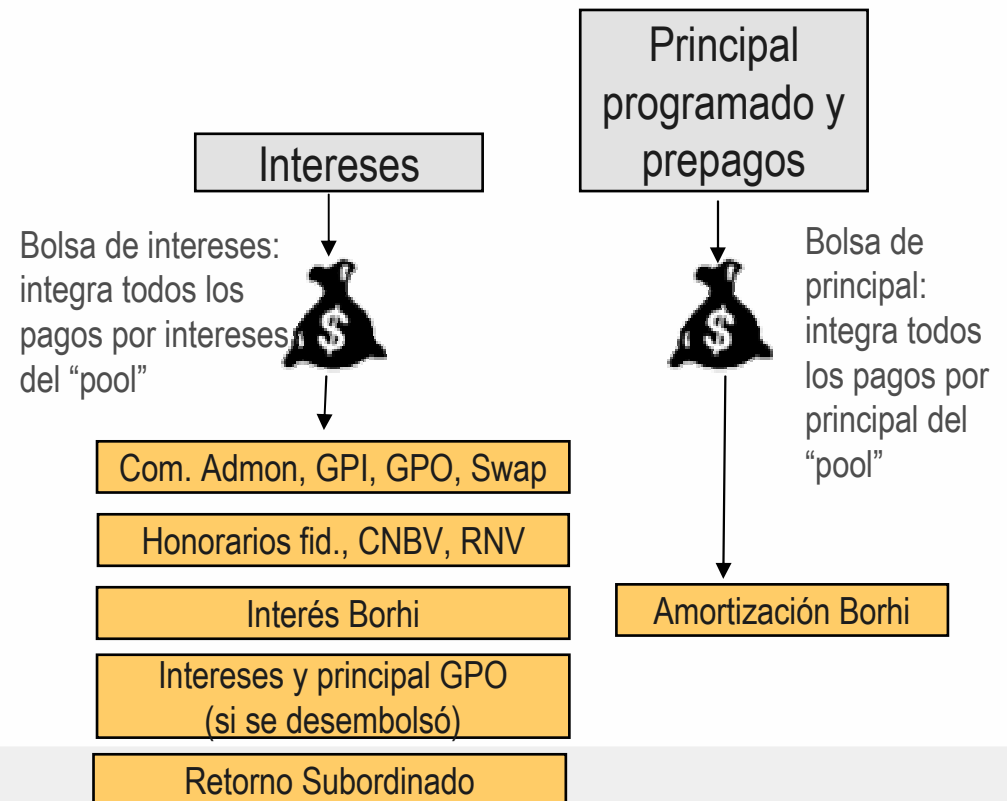 Principal
programado y
prepagos
Intereses
Bolsa de intereses:
integra todos los
pagos por intereses
del “pool”
$
$
Bolsa de
principal:
integra todos
los pagos por
principal del
“pool”
Com. Admon, GPI, GPO, Swap
Honorarios fid., CNBV, RNV
Interés Borhi
Amortización Borhi
Intereses y principal GPO
(si se desembolsó)
Retorno Subordinado